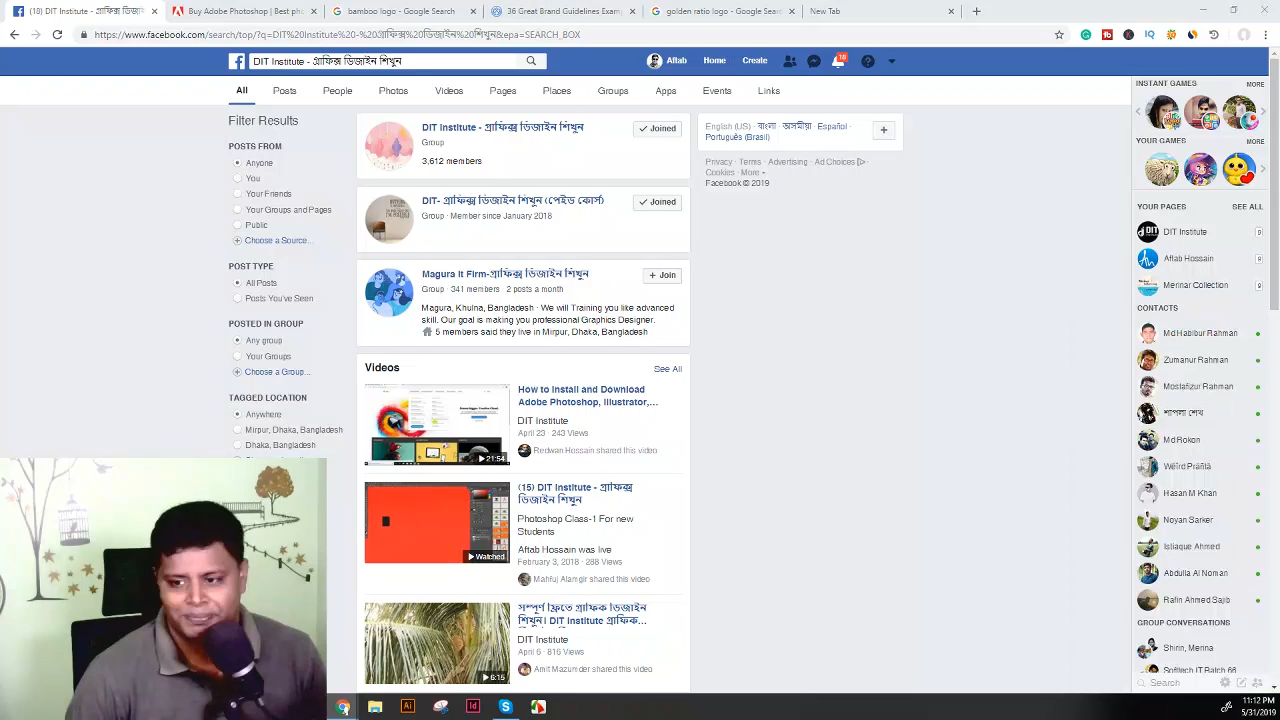 (18) DIT Institute - গ্রাফিক্স ডিজাইন
Buy Adobe Photoshop | Best pho
bamboo logo - Google Search
36 Great Brand Guidelines Examp
golden ratio logo - Google Searc
New Tab
https://www.facebook.com/search/top/?q=DIT%20Institute%20-%20গ্রাফিক্স%20ডিজাইন%20শিখুন&epa=SEARCH_BOX
DIT Institute - গ্রাফিক্স ডিজাইন শিখুন
Aftab
Home
Create
18
All
Posts
People
Photos
Videos
Pages
Places
Groups
Apps
Events
Links
Filter Results
POSTS FROM
Anyone
You
Your Friends
Your Groups and Pages
Public
Choose a Source...
POST TYPE
All Posts
Posts You've Seen
POSTED IN GROUP
Any group
Your Groups
Choose a Group...
TAGGED LOCATION
Anywhere
Mirpur, Dhaka, Bangladesh
Dhaka, Bangladesh
DIT Institute - গ্রাফিক্স ডিজাইন শিখুন
Group
3,612 members
Joined
DIT- গ্রাফিক্স ডিজাইন শিখুন (পেইড কোর্স)
Group · Member since January 2018
Joined
Magura It Firm-গ্রাফিক্স ডিজাইন শিখুন
Group · 341 members · 2 posts a month
+ Join
Magura, Khulna, Bangladesh · We will Training you like advanced
skill. Our goal is making you professional Graphics Designer.
5 members said they live in Mirpur, Dhaka, Bangladesh
Videos
See All
How to Install and Download
Adobe Photoshop, Illustrator,...
DIT Institute
April 23 · 243 Views
Redwan Hossain shared this video
21:54
(15) DIT Institute - গ্রাফিক্স
ডিজাইন শিখুন
Photoshop Class-1 For new
Students
Aftab Hossain was live
February 3, 2018 · 288 Views
Mahfuj Alamgir shared this video
Watched
সম্পূর্ণ ফ্রিতে গ্রাফিক ডিজাইন
শিখুন। DIT Institute গ্রাফিক...
DIT Institute
April 6 · 816 Views
Amit Mazumder shared this video
6:15
English (US) · বাংলা · অসমীয়া · Español ·
Português (Brasil)
Privacy · Terms · Advertising · Ad Choices ·
Cookies · More
Facebook © 2019
INSTANT GAMES
MORE
YOUR GAMES
MORE
YOUR PAGES
SEE ALL
DIT Institute
Aftab Hossain
Merinar Collection
CONTACTS
Md Habibur Rahman
Zumanur Rahman
Mostafizur Rahman
Md Rokon
Weîrd Pränîtä
Hasan M Khan
Noyan Sarker
Ishaque Ahmed
Abdulla Al Noman
Rafin Ahmed Sajib
GROUP CONVERSATIONS
Shirin, Merina
Softtech IT Batch 66
Search
Ai
Id
11:12 PM
5/31/2019